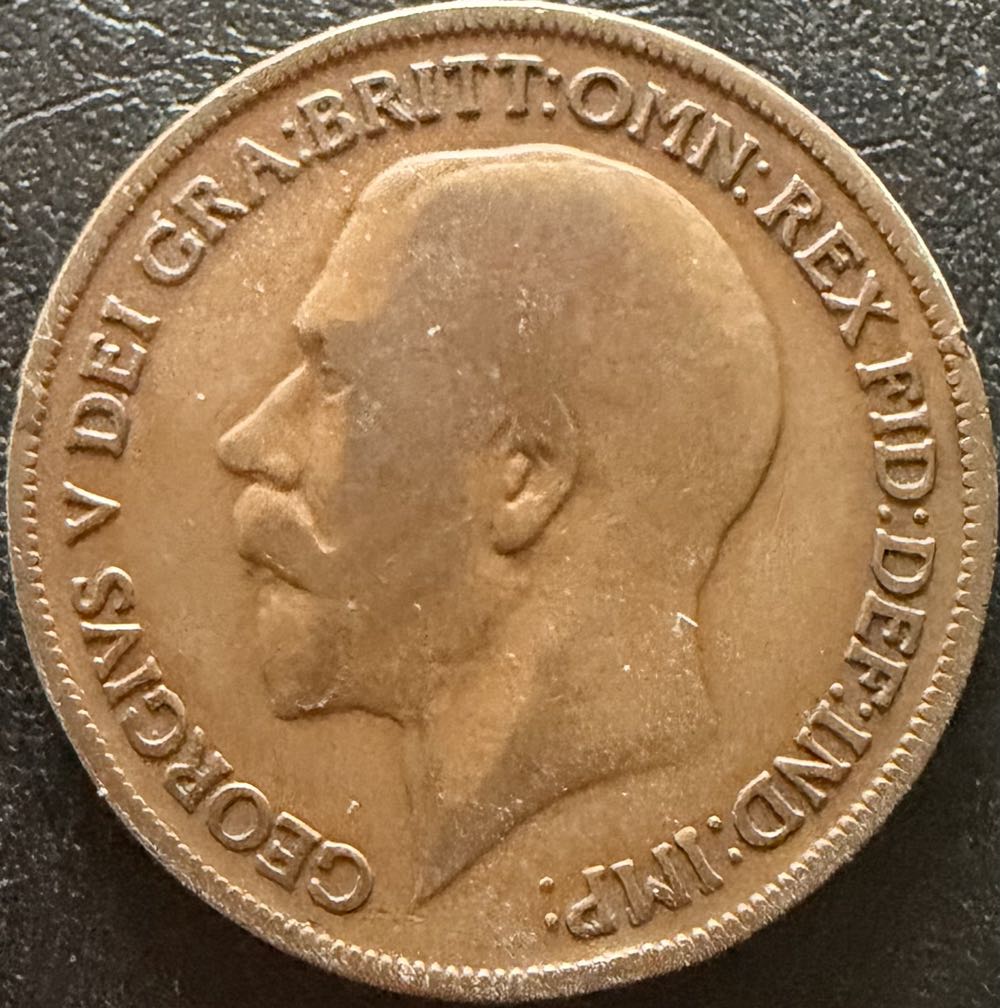 GEORGIVS V DEI GRA:BRITT:OMN:REX FID:DEF:IND:IMP: